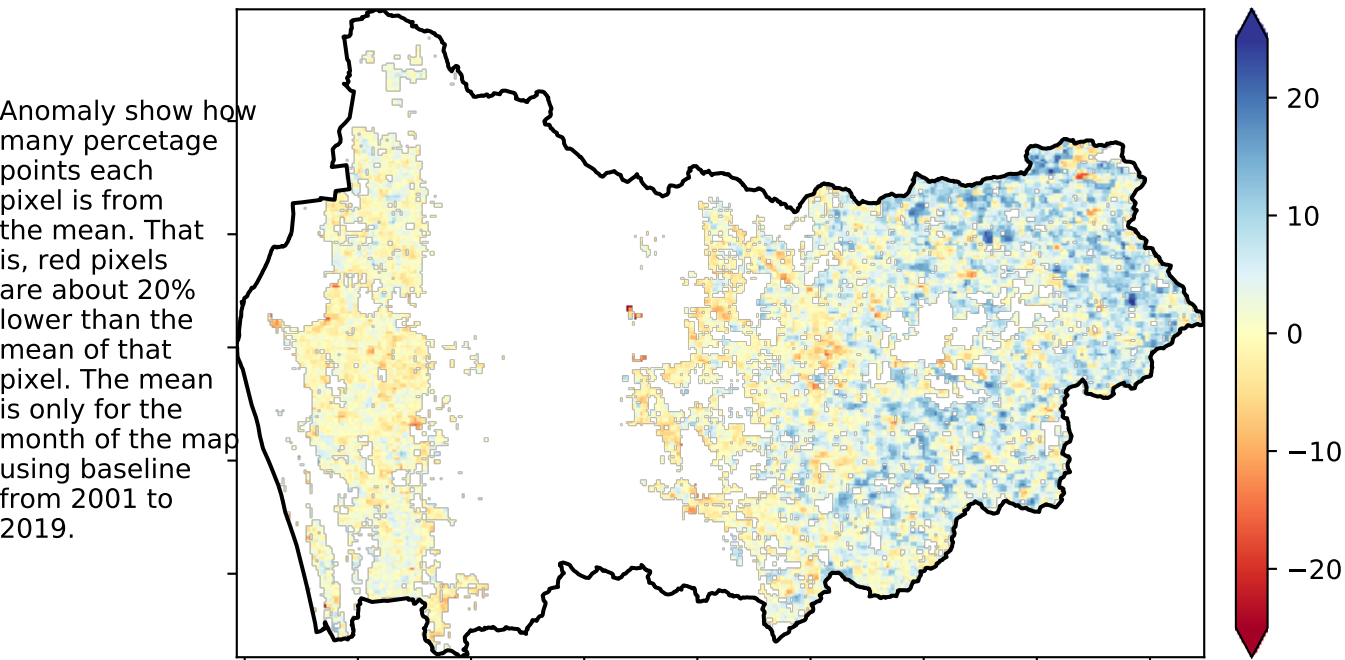 Anomaly show how
many percetage
points each
pixel is from
the mean. That
is, red pixels
are about 20%
lower than the
mean of that
pixel. The mean
is only for the
month of the map
using baseline
from 2001 to
2019.
20
10
0
−10
−20